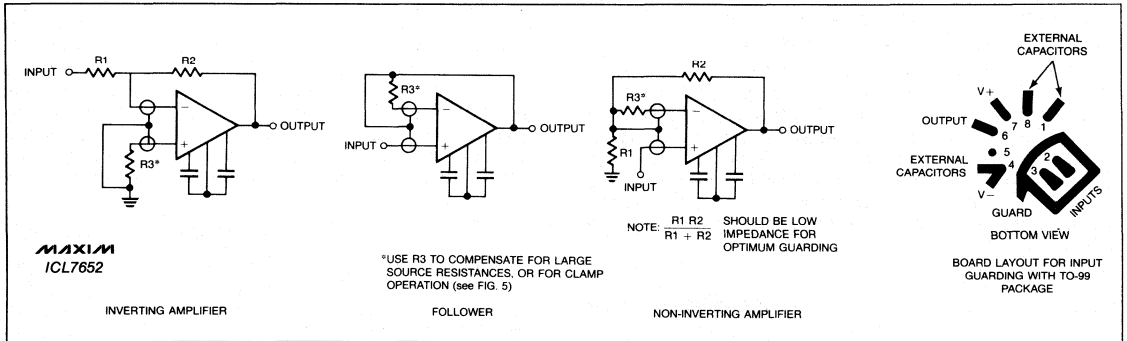 INPUT
R1
R2
R3*
−
+
OUTPUT
MAXIM
ICL7652
INVERTING AMPLIFIER
R3*
−
+
INPUT
OUTPUT
*USE R3 TO COMPENSATE FOR LARGE
SOURCE RESISTANCES, OR FOR CLAMP
OPERATION (see FIG. 5)
FOLLOWER
R2
R3*
−
+
R1
INPUT
OUTPUT
NOTE: R1 R2 / R1 + R2 SHOULD BE LOW
IMPEDANCE FOR
OPTIMUM GUARDING
NON-INVERTING AMPLIFIER
EXTERNAL
CAPACITORS
V+
OUTPUT
EXTERNAL
CAPACITORS
V−
7
8
1
6
5
4
3
2
GUARD
INPUTS
BOTTOM VIEW
BOARD LAYOUT FOR INPUT
GUARDING WITH TO-99
PACKAGE